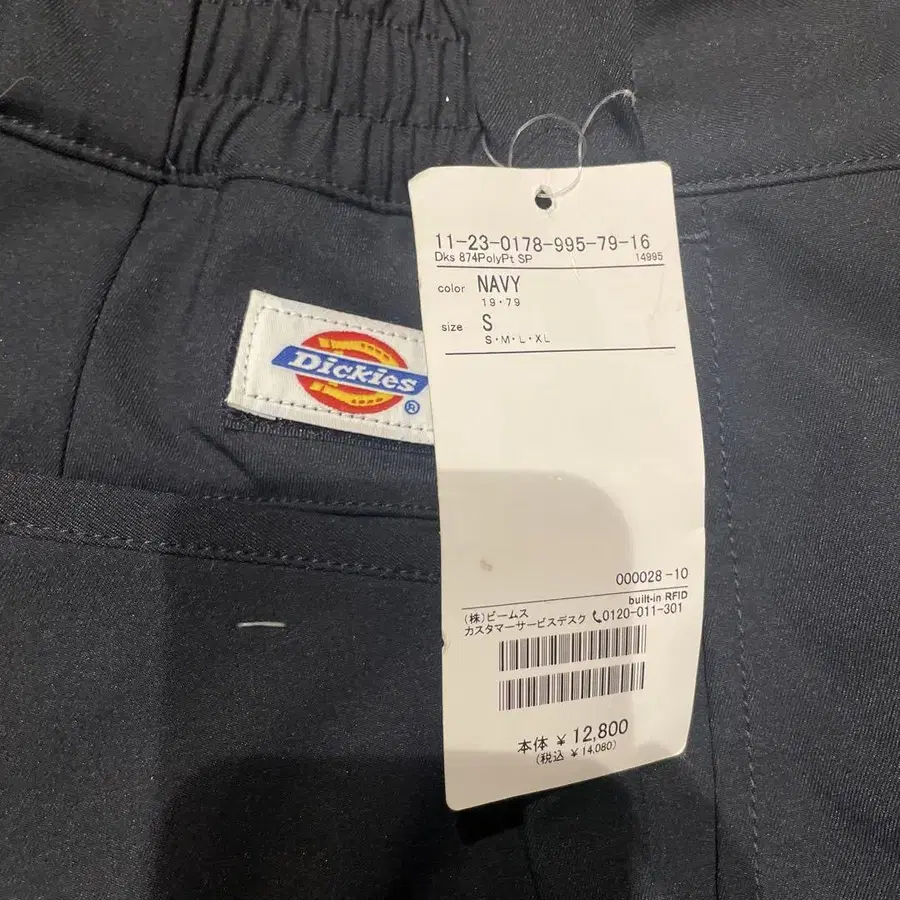 Dickies
®
11-23-0178-995-79-16
Dks 874PolyPt SP 14995
color NAVY
19・79
size S
S・M・L・XL
000028-10
built-in RFID
(株)ビームス
カスタマーサービスデスク 0120-011-301
本体 ¥ 12,800
(税込 ¥ 14,080)